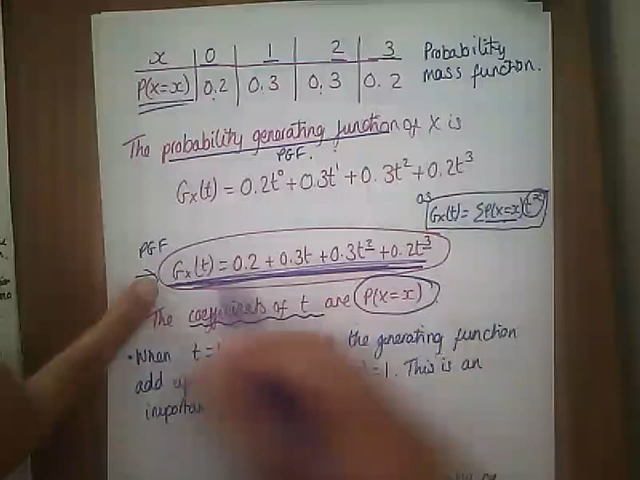 x 0 1 2 3
P(X=x) 0.2 0.3 0.3 0.2
Probability
mass function.
The probability generating function of X is
PGF.
Gx(t) = 0.2t⁰ + 0.3t¹ + 0.3t² + 0.2t³
as
Gx(t) = ΣP(X=x)tˣ
PGF
Gx(t) = 0.2 + 0.3t + 0.3t² + 0.2t³
The coefficients of t are P(X=x)
• When t= the generating function
add =1. This is an